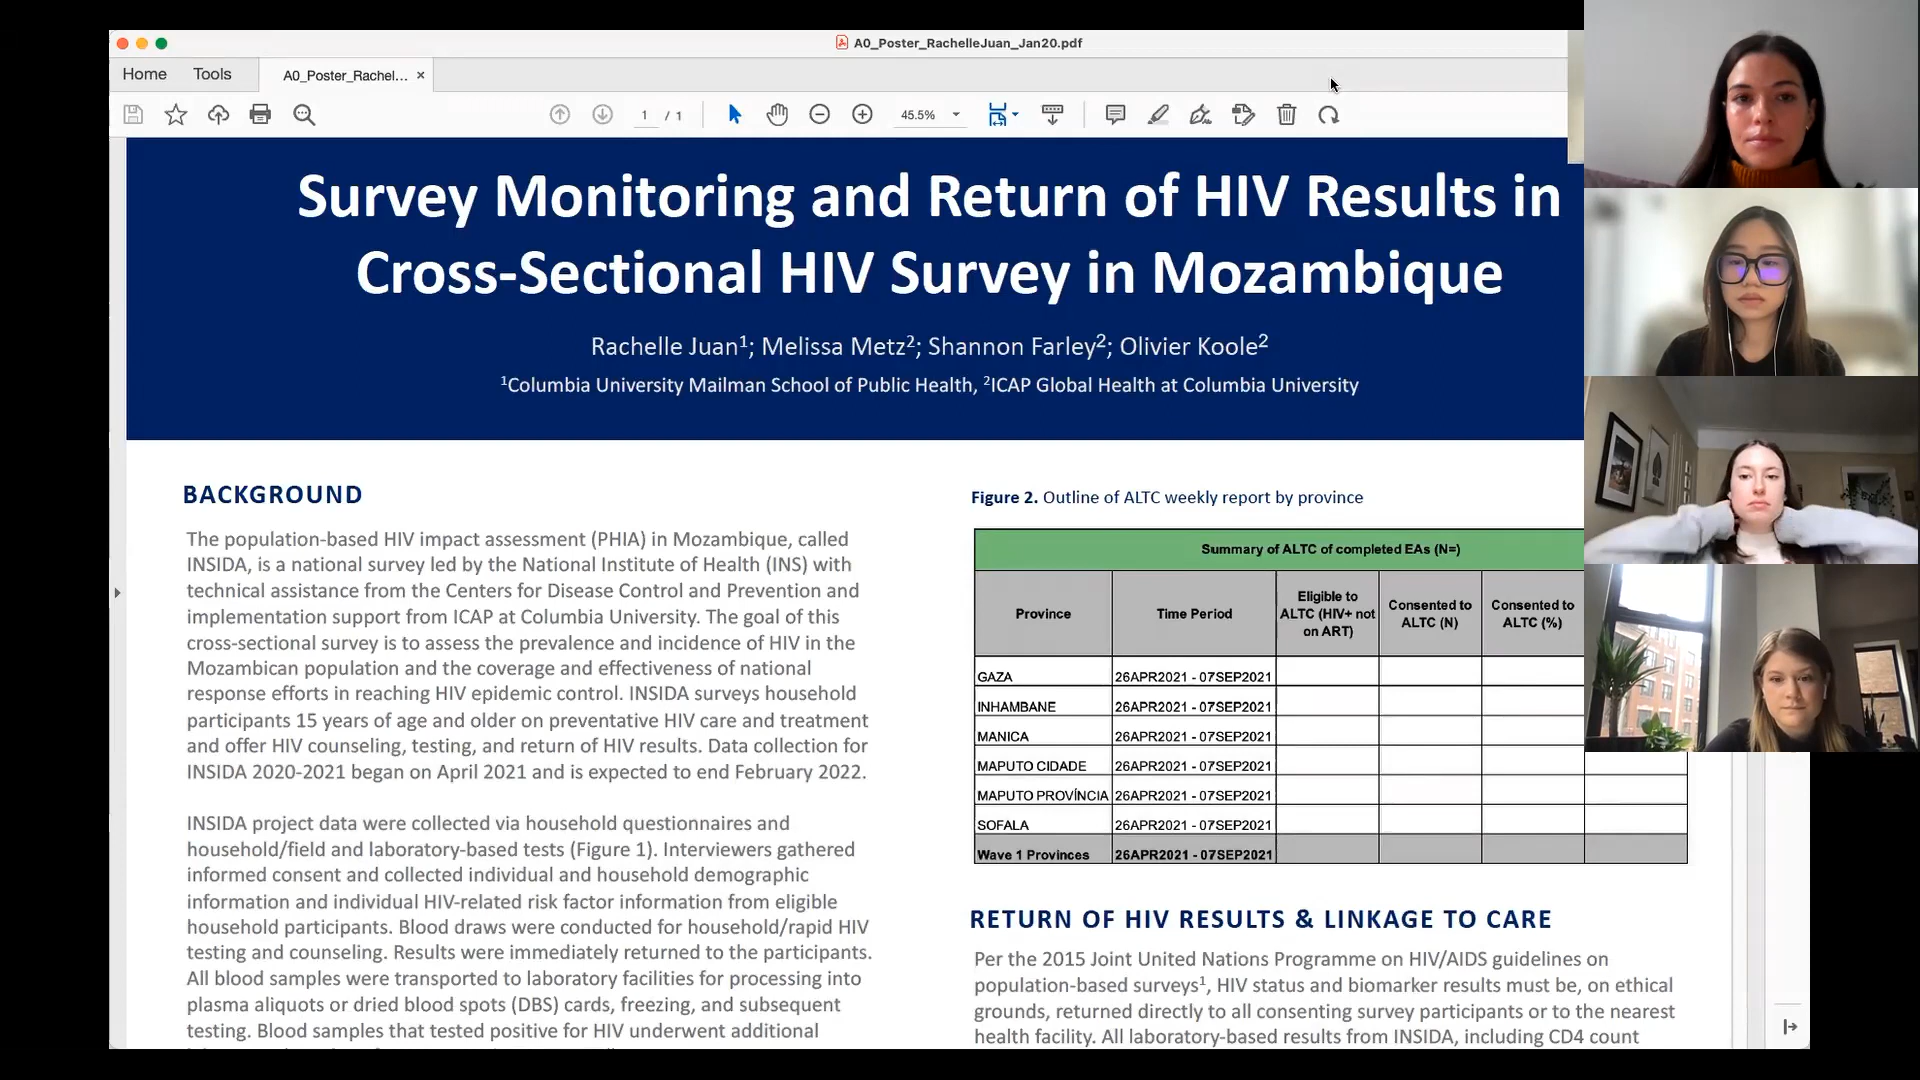 A0_Poster_RachelleJuan_Jan20.pdf
Home
Tools
A0_Poster_Rachel... ×
1 / 1
45.5%
Survey Monitoring and Return of HIV Results in
Cross-Sectional HIV Survey in Mozambique
Rachelle Juan¹; Melissa Metz²; Shannon Farley²; Olivier Koole²
¹Columbia University Mailman School of Public Health, ²ICAP Global Health at Columbia University
BACKGROUND
The population-based HIV impact assessment (PHIA) in Mozambique, called
INSIDA, is a national survey led by the National Institute of Health (INS) with
technical assistance from the Centers for Disease Control and Prevention and
implementation support from ICAP at Columbia University. The goal of this
cross-sectional survey is to assess the prevalence and incidence of HIV in the
Mozambican population and the coverage and effectiveness of national
response efforts in reaching HIV epidemic control. INSIDA surveys household
participants 15 years of age and older on preventative HIV care and treatment
and offer HIV counseling, testing, and return of HIV results. Data collection for
INSIDA 2020-2021 began on April 2021 and is expected to end February 2022.
INSIDA project data were collected via household questionnaires and
household/field and laboratory-based tests (Figure 1). Interviewers gathered
informed consent and collected individual and household demographic
information and individual HIV-related risk factor information from eligible
household participants. Blood draws were conducted for household/rapid HIV
testing and counseling. Results were immediately returned to the participants.
All blood samples were transported to laboratory facilities for processing into
plasma aliquots or dried blood spots (DBS) cards, freezing, and subsequent
testing. Blood samples that tested positive for HIV underwent additional
Figure 2. Outline of ALTC weekly report by province
Summary of ALTC of completed EAs (N=)
Province
Time Period
Eligible to
ALTC (HIV+ not
on ART)
Consented to
ALTC (N)
Consented to
ALTC (%)
GAZA 26APR2021 - 07SEP2021
INHAMBANE 26APR2021 - 07SEP2021
MANICA 26APR2021 - 07SEP2021
MAPUTO CIDADE 26APR2021 - 07SEP2021
MAPUTO PROVÍNCIA 26APR2021 - 07SEP2021
SOFALA 26APR2021 - 07SEP2021
Wave 1 Provinces 26APR2021 - 07SEP2021
RETURN OF HIV RESULTS & LINKAGE TO CARE
Per the 2015 Joint United Nations Programme on HIV/AIDS guidelines on
population-based surveys¹, HIV status and biomarker results must be, on ethical
grounds, returned directly to all consenting survey participants or to the nearest
health facility. All laboratory-based results from INSIDA, including CD4 count